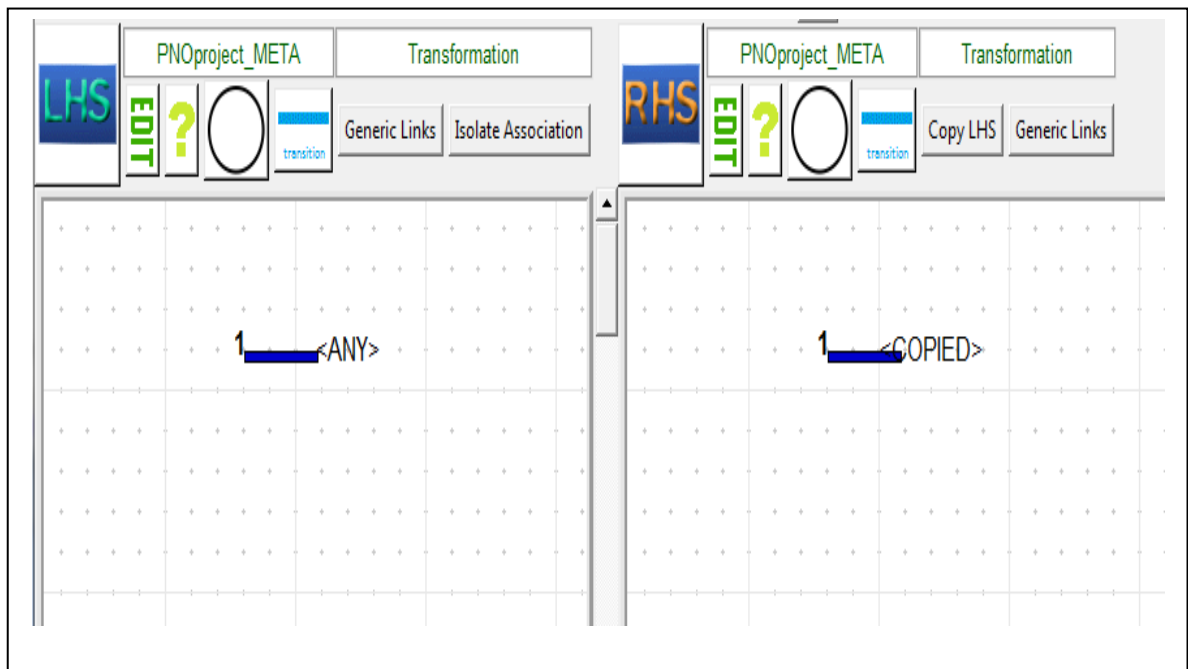 PNOproject_META Transformation
LHS EDIT ? transition Generic Links Isolate Association
1 <ANY>
PNOproject_META Transformation
RHS EDIT ? transition Copy LHS Generic Links
1 <COPIED>